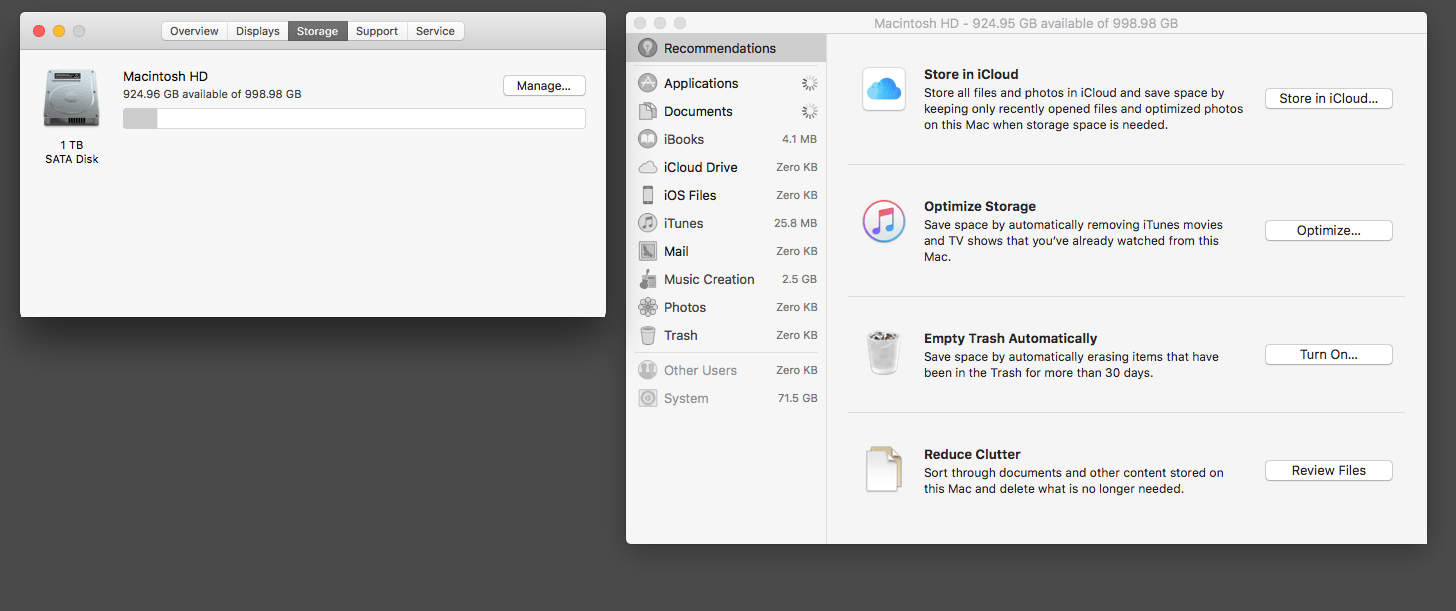 Overview Displays Storage Support Service
Macintosh HD
924.96 GB available of 998.98 GB
Manage...
1 TB
SATA Disk
Macintosh HD - 924.95 GB available of 998.98 GB
Recommendations
Applications
Documents
iBooks 4.1 MB
iCloud Drive Zero KB
iOS Files Zero KB
iTunes 25.8 MB
Mail Zero KB
Music Creation 2.5 GB
Photos Zero KB
Trash Zero KB
Other Users Zero KB
System 71.5 GB
Store in iCloud
Store all files and photos in iCloud and save space by
keeping only recently opened files and optimized photos
on this Mac when storage space is needed.
Store in iCloud...
Optimize Storage
Save space by automatically removing iTunes movies
and TV shows that you've already watched from this
Mac.
Optimize...
Empty Trash Automatically
Save space by automatically erasing items that have
been in the Trash for more than 30 days.
Turn On...
Reduce Clutter
Sort through documents and other content stored on
this Mac and delete what is no longer needed.
Review Files